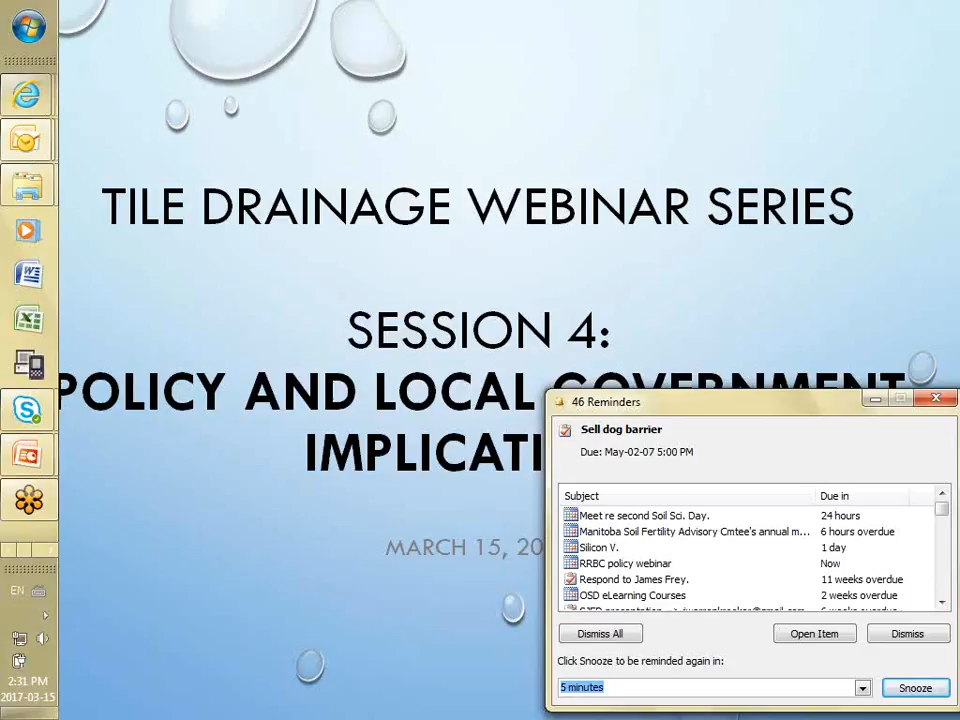 TILE DRAINAGE WEBINAR SERIES
SESSION 4:
POLICY AND LOCAL GOVERNMENT
IMPLICATI
MARCH 15, 20
46 Reminders
Sell dog barrier
Due: May-02-07 5:00 PM
Subject Due in
Meet re second Soil Sci. Day. 24 hours
Manitoba Soil Fertility Advisory Cmtee's annual m... 6 hours overdue
Silicon V. 1 day
RRBC policy webinar Now
Respond to James Frey. 11 weeks overdue
OSD eLearning Courses 2 weeks overdue
Dismiss All Open Item Dismiss
Click Snooze to be reminded again in:
5 minutes Snooze
EN
2:31 PM
2017-03-15